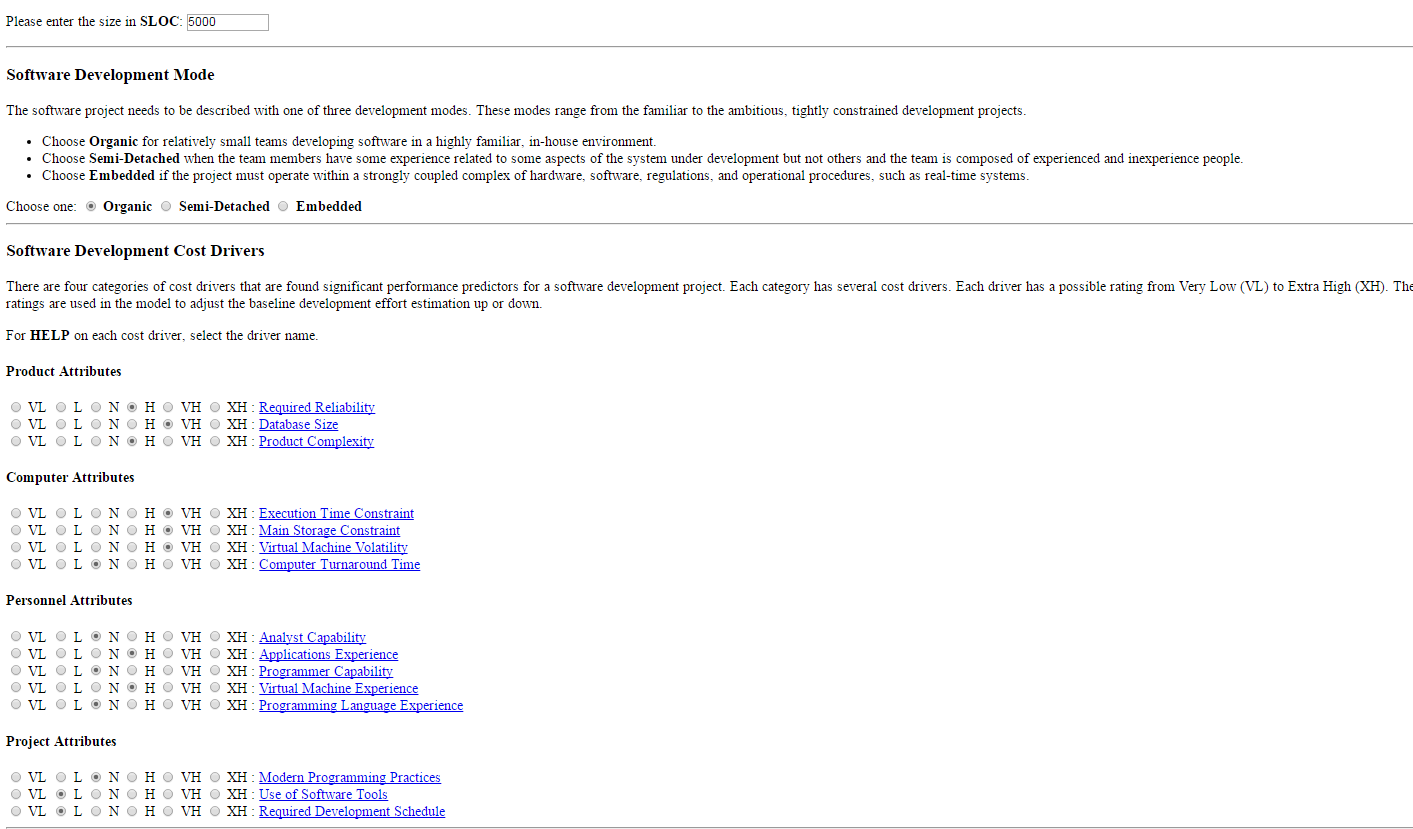 Please enter the size in SLOC: 5000
Software Development Mode
The software project needs to be described with one of three development modes. These modes range from the familiar to the ambitious, tightly constrained development projects.
• Choose Organic for relatively small teams developing software in a highly familiar, in-house environment.
• Choose Semi-Detached when the team members have some experience related to some aspects of the system under development but not others and the team is composed of experienced and inexperience people.
• Choose Embedded if the project must operate within a strongly coupled complex of hardware, software, regulations, and operational procedures, such as real-time systems.
Choose one: Organic Semi-Detached Embedded
Software Development Cost Drivers
There are four categories of cost drivers that are found significant performance predictors for a software development project. Each category has several cost drivers. Each driver has a possible rating from Very Low (VL) to Extra High (XH). The
ratings are used in the model to adjust the baseline development effort estimation up or down.
For HELP on each cost driver, select the driver name.
Product Attributes
VL L N H VH XH : Required Reliability
VL L N H VH XH : Database Size
VL L N H VH XH : Product Complexity
Computer Attributes
VL L N H VH XH : Execution Time Constraint
VL L N H VH XH : Main Storage Constraint
VL L N H VH XH : Virtual Machine Volatility
VL L N H VH XH : Computer Turnaround Time
Personnel Attributes
VL L N H VH XH : Analyst Capability
VL L N H VH XH : Applications Experience
VL L N H VH XH : Programmer Capability
VL L N H VH XH : Virtual Machine Experience
VL L N H VH XH : Programming Language Experience
Project Attributes
VL L N H VH XH : Modern Programming Practices
VL L N H VH XH : Use of Software Tools
VL L N H VH XH : Required Development Schedule